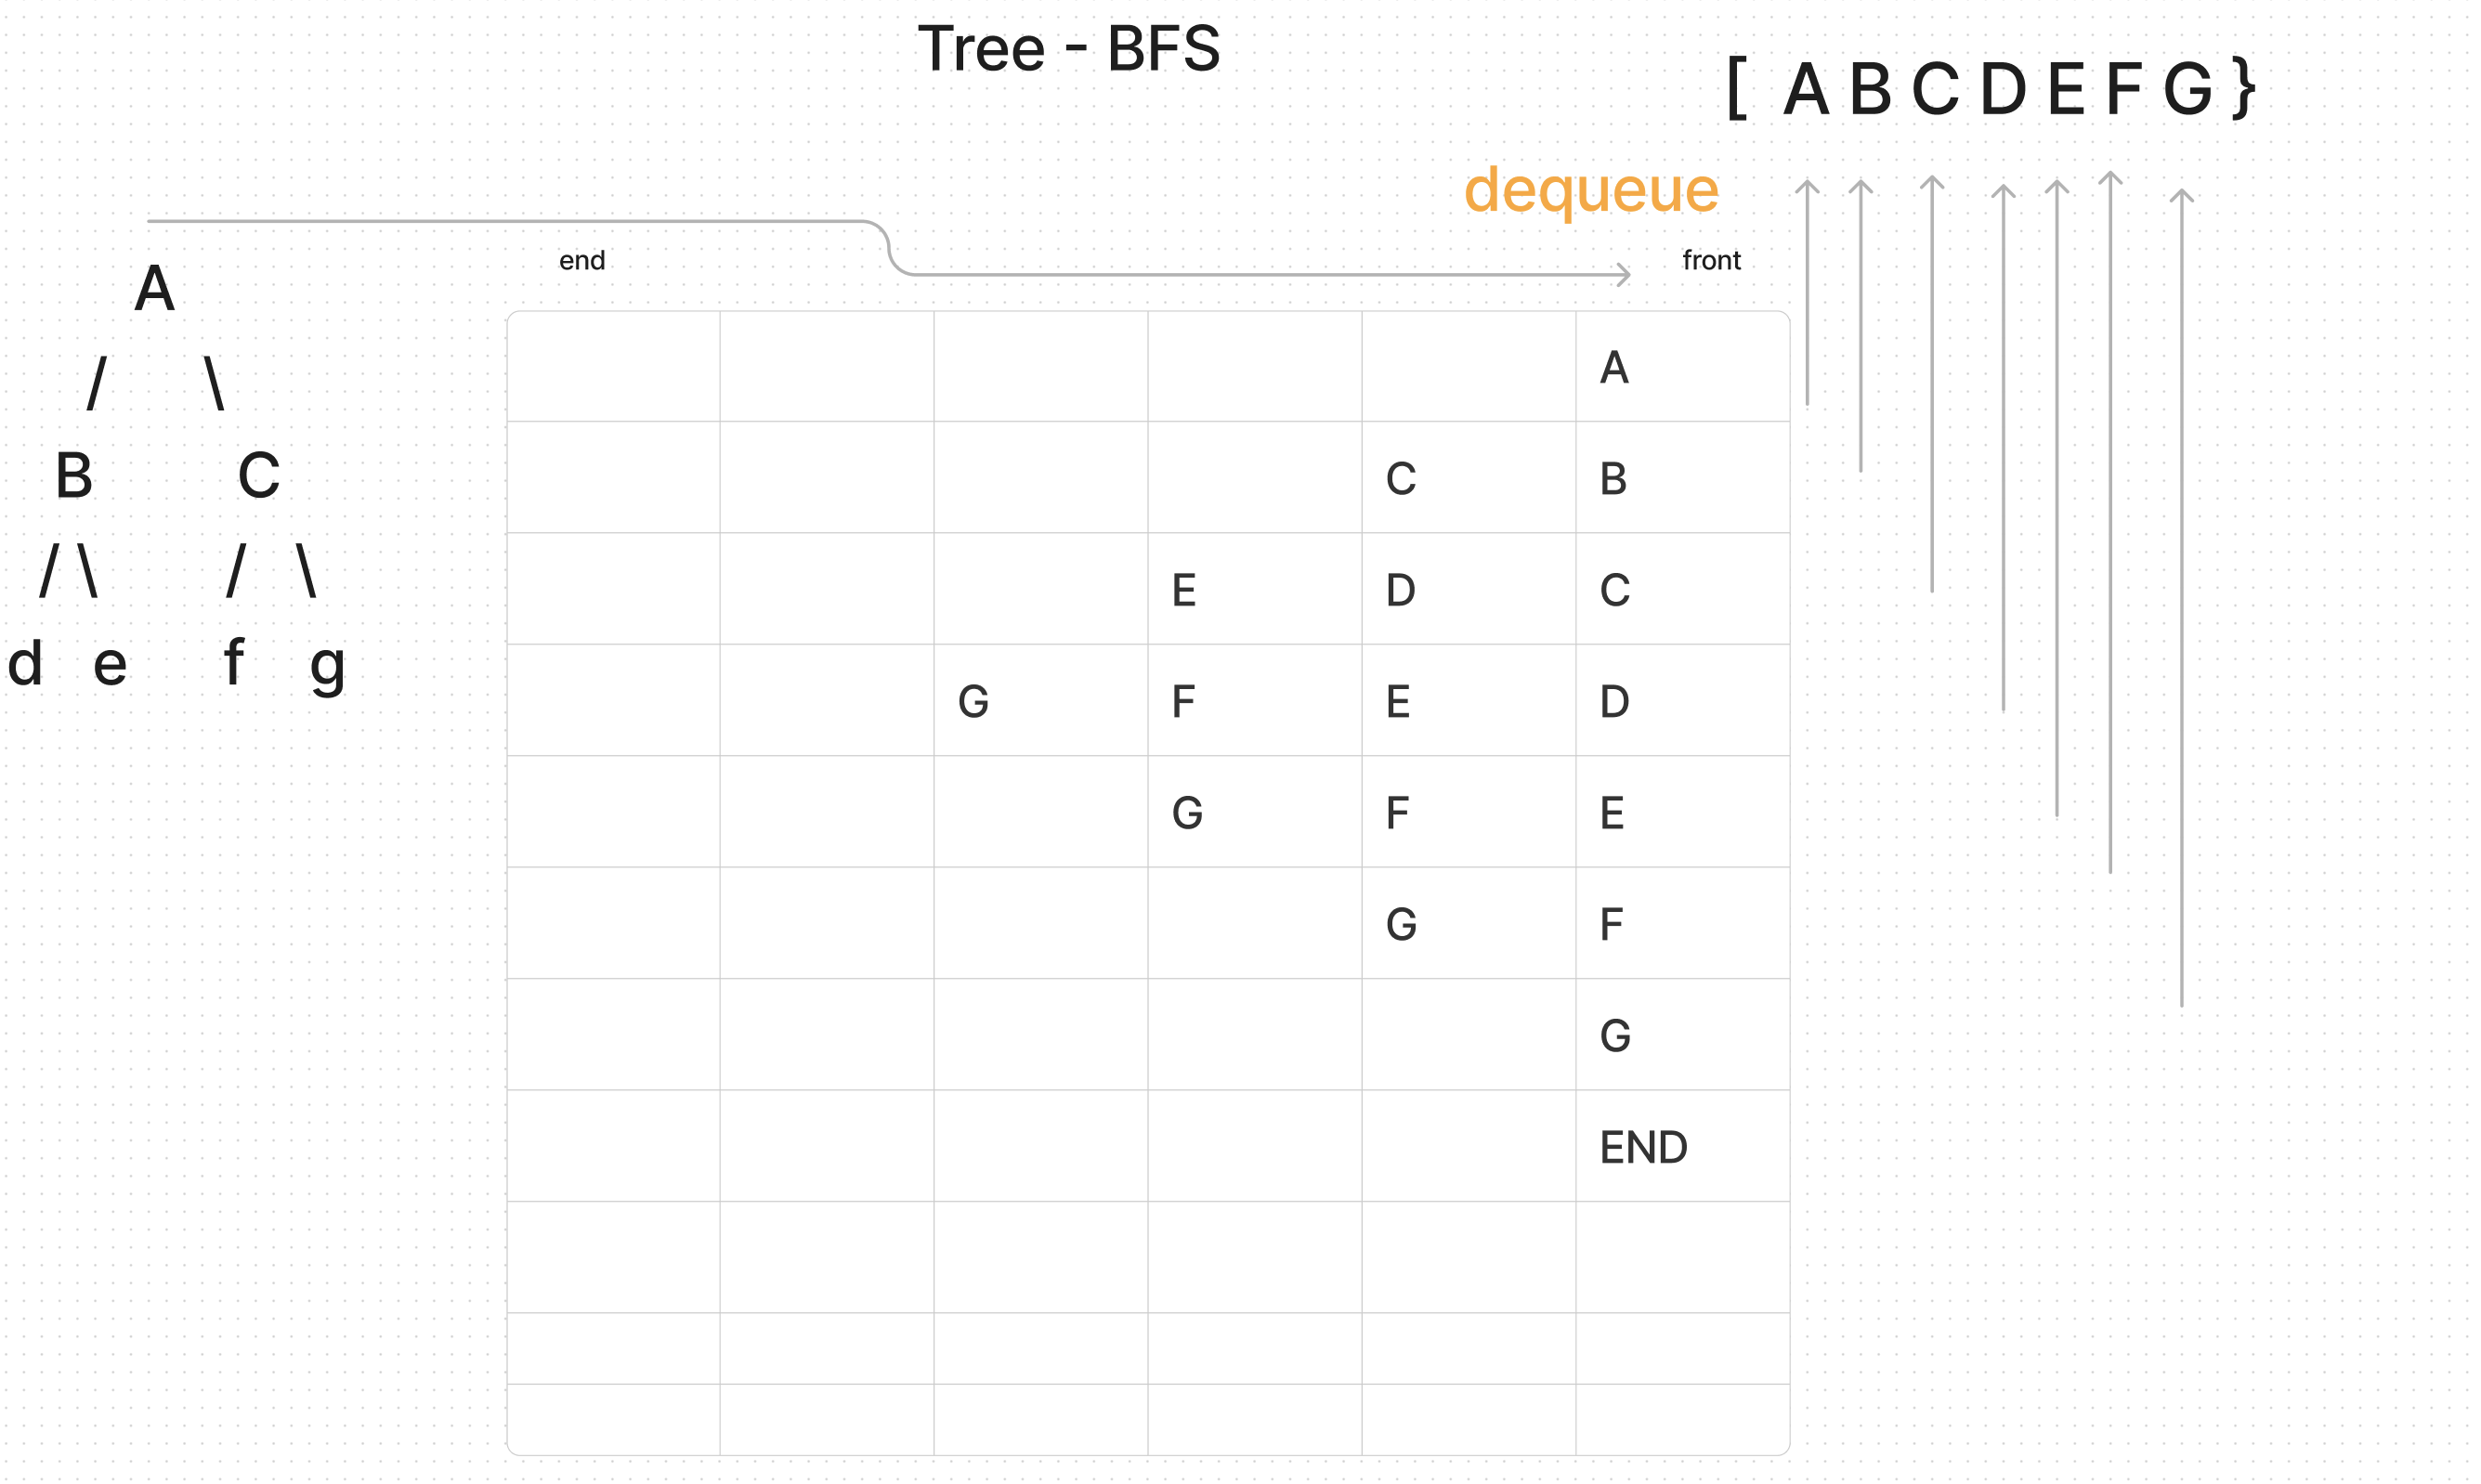 Tree - BFS
[ A B C D E F G }
dequeue
end
front
A
/ \
B C
/ \ / \
d e f g
A
C B
E D C
G F E D
G F E
G F
G
END